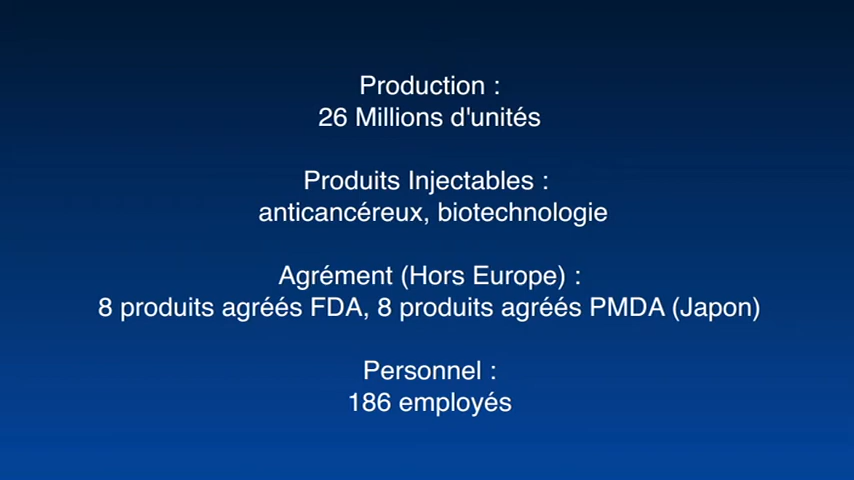 Production :
26 Millions d'unités
Produits Injectables :
anticancéreux, biotechnologie
Agrément (Hors Europe) :
8 produits agréés FDA, 8 produits agréés PMDA (Japon)
Personnel :
186 employés